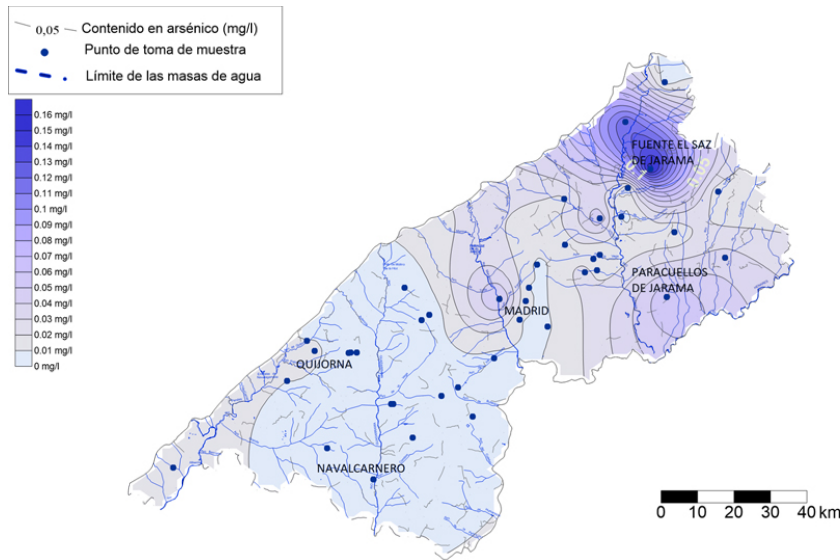 0,05 Contenido en arsénico (mg/l)
Punto de toma de muestra
Límite de las masas de agua
0.16 mg/l
0.15 mg/l
0.14 mg/l
0.13 mg/l
0.12 mg/l
0.11 mg/l
0.1 mg/l
0.09 mg/l
0.08 mg/l
0.07 mg/l
0.06 mg/l
0.05 mg/l
0.04 mg/l
0.03 mg/l
0.02 mg/l
0.01 mg/l
0 mg/l
FUENTE EL SAZ
DE JARAMA
0.1
0.05
PARACUELLOS
DE JARAMA
MADRID
QUIJORNA
NAVALCARNERO
0 10 20 30 40 km